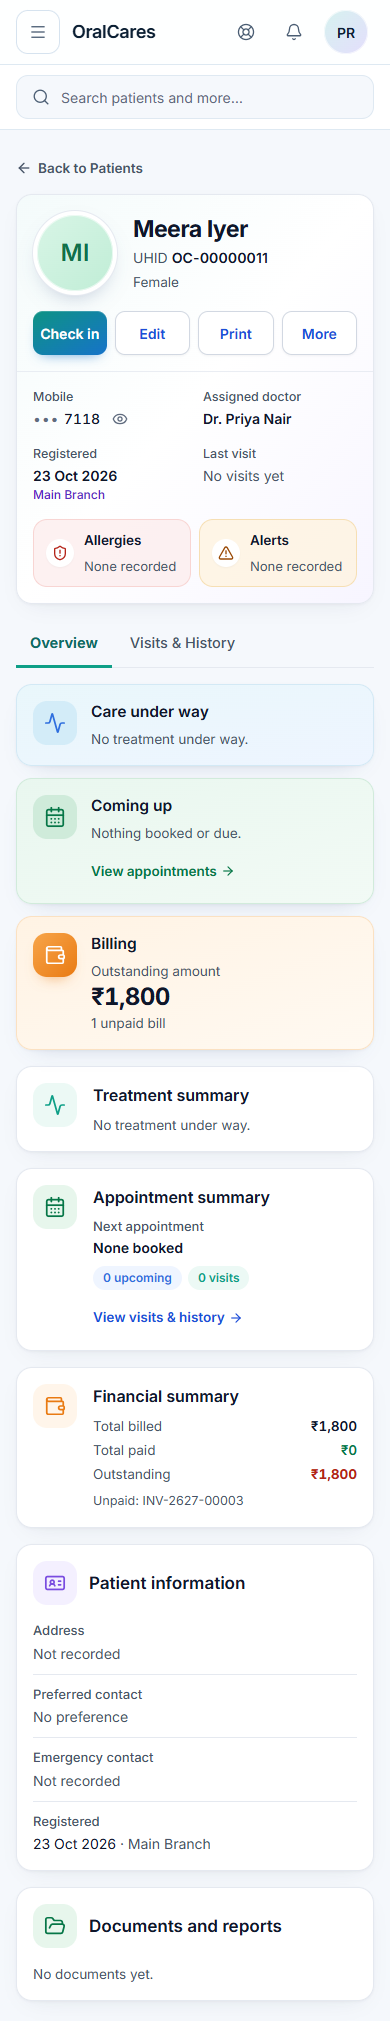 OralCares
PR
Search patients and more...
Back to Patients
MI
Meera Iyer
UHID OC-00000011
Female
Check in
Edit
Print
More
Mobile
••• 7118
Assigned doctor
Dr. Priya Nair
Registered
23 Oct 2026
Main Branch
Last visit
No visits yet
Allergies
None recorded
Alerts
None recorded
Overview
Visits & History
Care under way
No treatment under way.
Coming up
Nothing booked or due.
View appointments →
Billing
Outstanding amount
₹1,800
1 unpaid bill
Treatment summary
No treatment under way.
Appointment summary
Next appointment
None booked
0 upcoming
0 visits
View visits & history →
Financial summary
Total billed ₹1,800
Total paid ₹0
Outstanding ₹1,800
Unpaid: INV-2627-00003
Patient information
Address
Not recorded
Preferred contact
No preference
Emergency contact
Not recorded
Registered
23 Oct 2026 · Main Branch
Documents and reports
No documents yet.